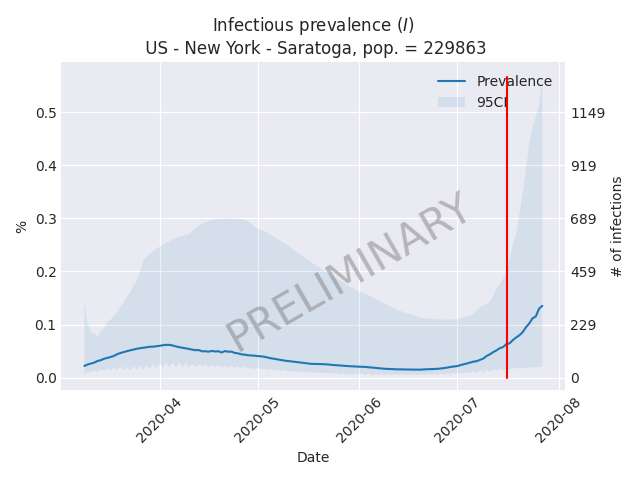 Infectious prevalence (I)
US - New York - Saratoga, pop. = 229863
Prevalence
95CI
0.5
0.4
0.3
0.2
0.1
0.0
%
1149
919
689
459
229
0
# of infections
PRELIMINARY
2020-04
2020-05
2020-06
2020-07
2020-08
Date